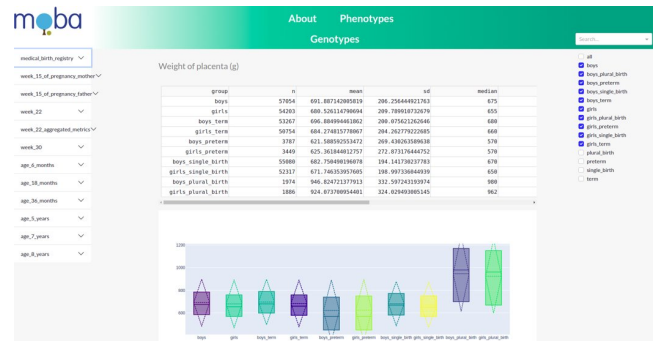 moba
About Phenotypes
Genotypes
Search...
medical_birth_registry
week_15_of_pregnancy_mother
week_15_of_pregnancy_father
week_22
week_22_aggregated_metrics
week_30
age_6_months
age_18_months
age_36_months
age_5_years
age_7_years
age_8_years
Weight of placenta (g)
group n mean sd median
boys 57054 691.887142085819 206.256444921763 675
girls 54203 680.526114790694 209.789910732679 655
boys_term 53267 696.884994461862 200.075621262646 680
girls_term 50754 684.274815778067 204.262779222685 660
boys_preterm 3787 621.588592553472 269.430263589638 570
girls_preterm 3449 625.361844012757 272.873176444752 570
boys_single_birth 55080 682.750490196078 194.141730237783 670
girls_single_birth 52317 671.746353957605 198.997336044939 650
boys_plural_birth 1974 946.824721377913 332.597243193974 980
girls_plural_birth 1886 924.073700954401 324.029493005145 962
all
boys
boys_plural_birth
boys_preterm
boys_single_birth
boys_term
girls
girls_plural_birth
girls_preterm
girls_single_birth
girls_term
plural_birth
preterm
single_birth
term
1200
1000
800
600
boys girls boys_term girls_term boys_preterm girls_preterm boys_single_birth girls_single_birth boys_plural_birth girls_plural_birth